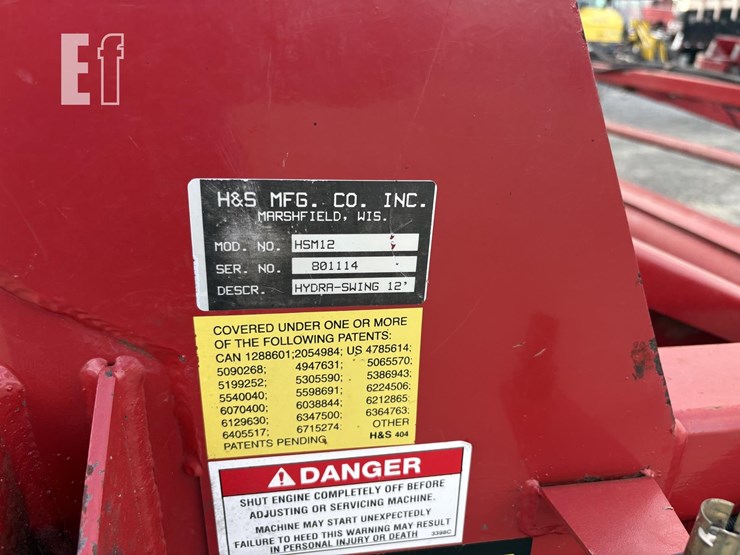 Ef
H&S MFG. CO. INC.
MARSHFIELD, WIS.
MOD. NO. HSM12
SER. NO. 801114
DESCR. HYDRA-SWING 12'
COVERED UNDER ONE OR MORE
OF THE FOLLOWING PATENTS:
CAN 1288601;2054984; US 4785614;
5090268; 4947631; 5065570;
5199252; 5305590; 5386943;
5540040; 5598691; 6224506;
6070400; 6038844; 6212865;
6129630; 6347500; 6364763;
6405517; 6715274; OTHER
PATENTS PENDING H&S 404
DANGER
SHUT ENGINE COMPLETELY OFF BEFORE
ADJUSTING OR SERVICING MACHINE.
MACHINE MAY START UNEXPECTEDLY
FAILURE TO HEED THIS WARNING MAY RESULT
IN PERSONAL INJURY OR DEATH 3398C